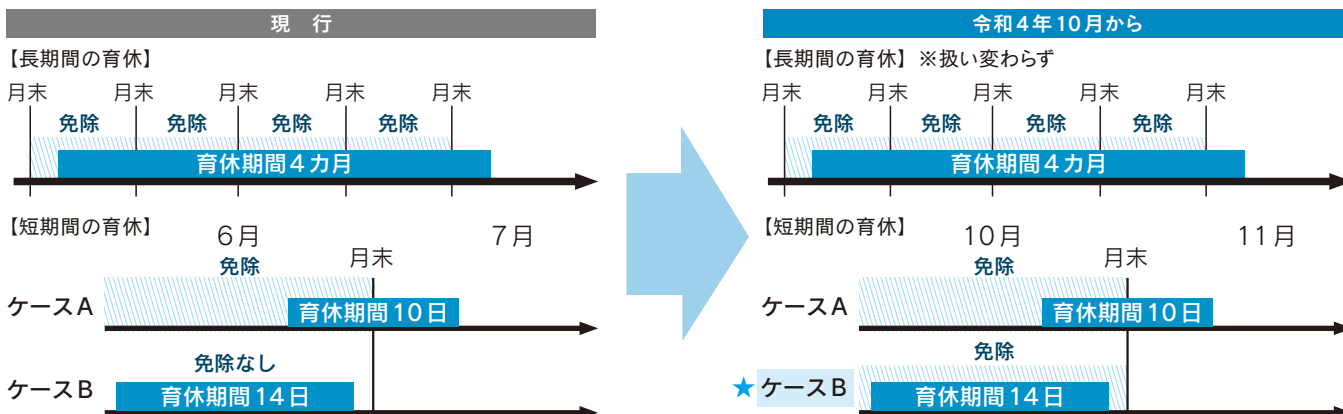 現 行
【長期間の育休】
月末 月末 月末 月末 月末
免除 免除 免除 免除
育休期間4カ月
【短期間の育休】
6月 7月
免除 月末
ケースA
育休期間10日
免除なし
ケースB
育休期間14日
令和4年10月から
【長期間の育休】 ※扱い変わらず
月末 月末 月末 月末 月末
免除 免除 免除 免除
育休期間4カ月
【短期間の育休】
10月 11月
免除 月末
ケースA
育休期間10日
免除
★ ケースB
育休期間14日